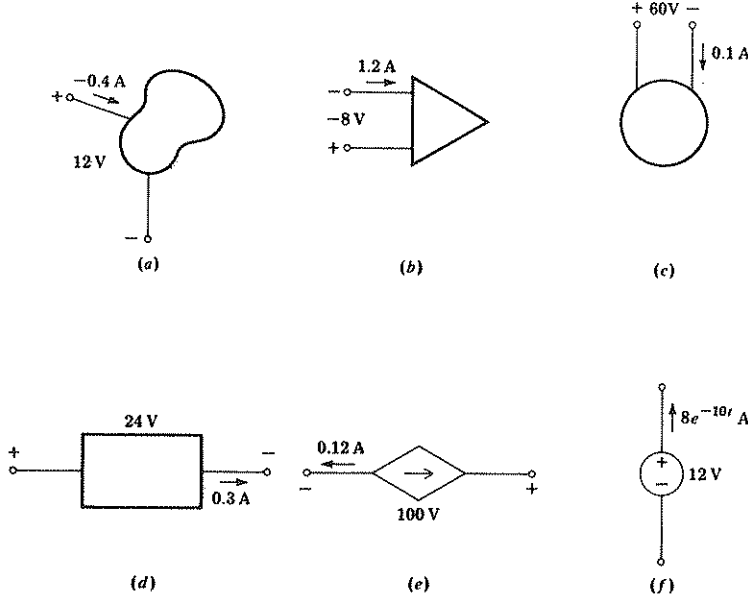 −0.4 A
+
12 V
−
(a)
1.2 A
−
−8 V
+
(b)
+ 60V −
0.1 A
(c)
24 V
+
−
0.3 A
(d)
0.12 A
−
+
100 V
(e)
8e^{−10t} A
+
−
12 V
(f)